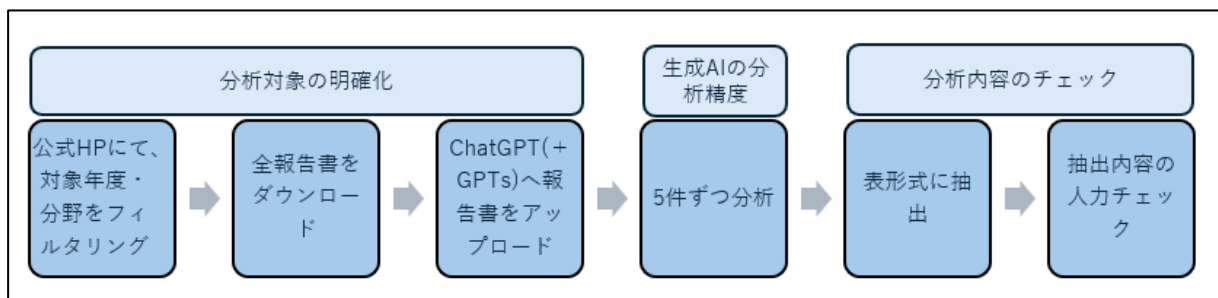 分析対象の明確化
生成AIの分
析精度
分析内容のチェック
公式HPにて、
対象年度・
分野をフィ
ルタリング
全報告書を
ダウンロー
ド
ChatGPT(＋
GPTs)へ報
告書をアッ
プロード
5件ずつ分析
表形式に抽
出
抽出内容の
人力チェッ
ク